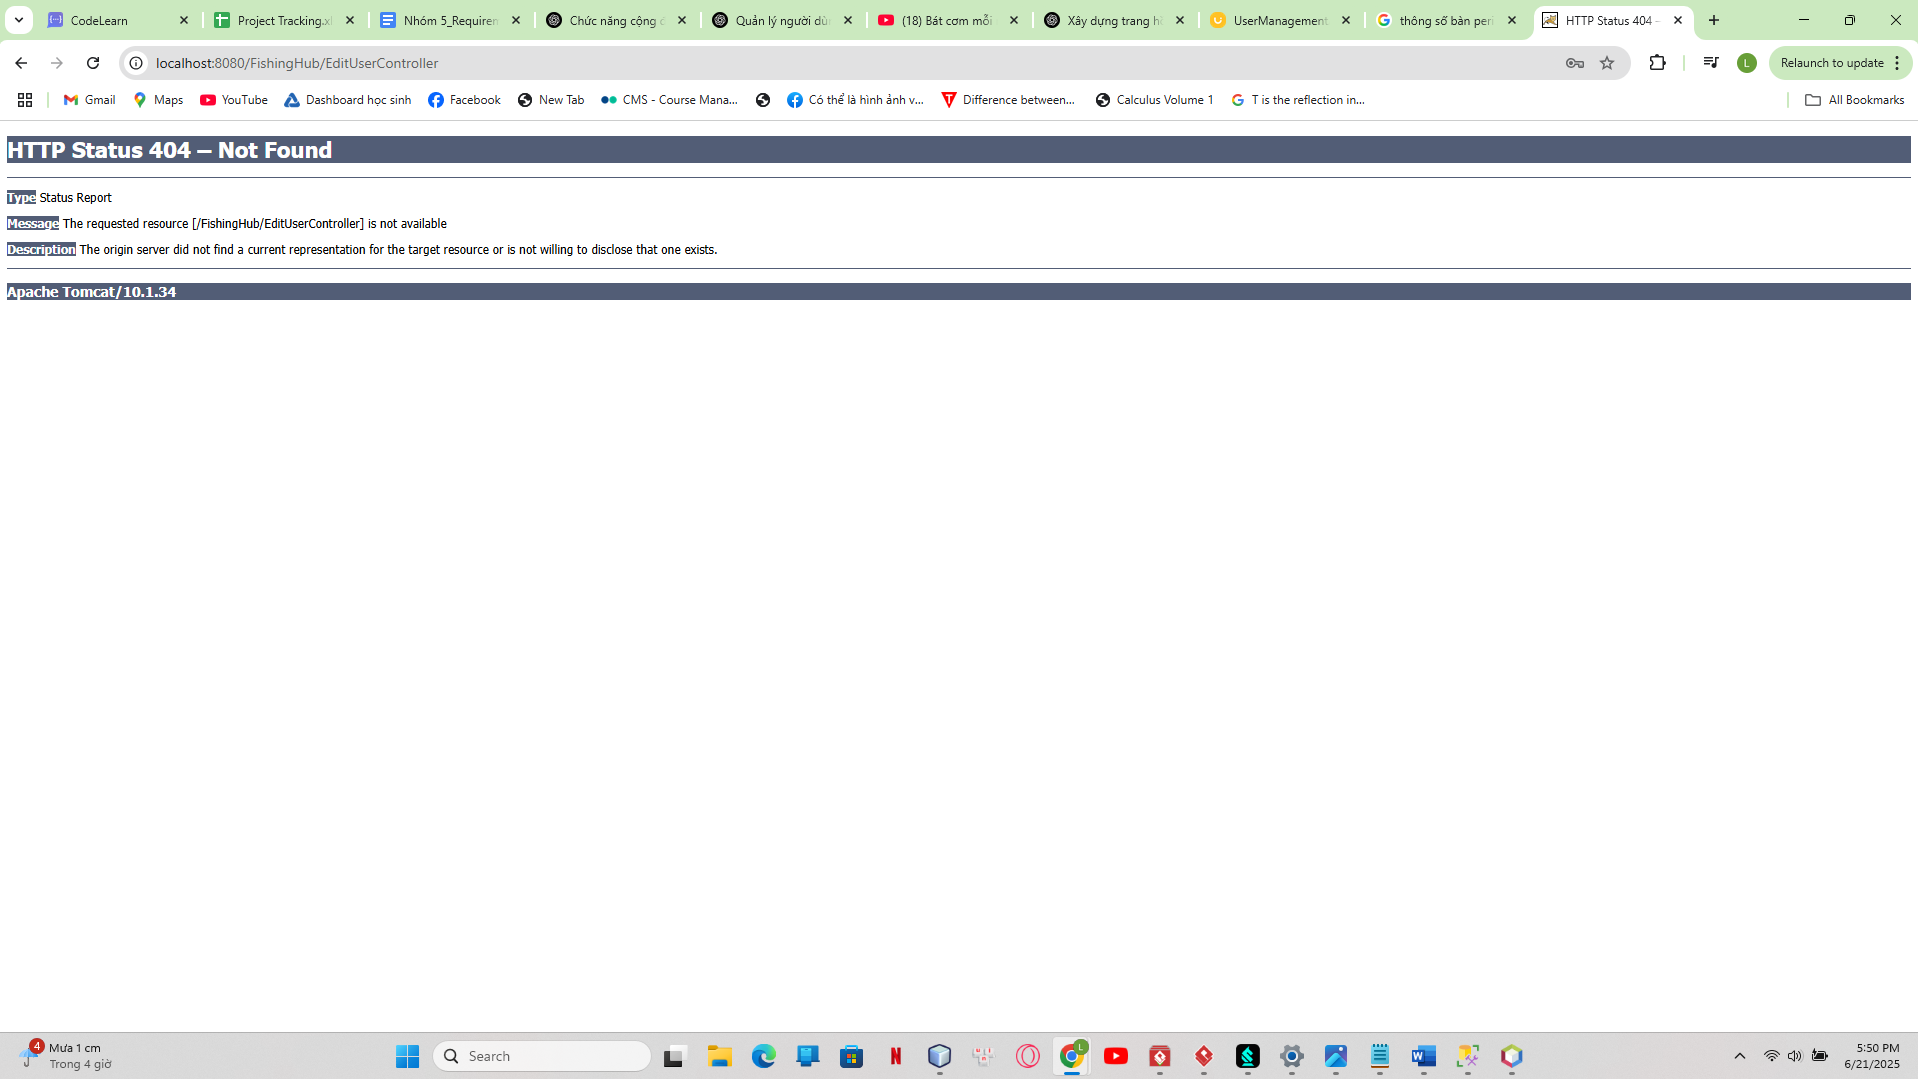 CodeLearn
Project Tracking.xl
Nhóm 5_Requirem
Chức năng cộng đ
Quản lý người dùn
(18) Bát cơm mỗi
Xây dựng trang hồ
UserManagement
thông số bàn peri
HTTP Status 404 –
localhost:8080/FishingHub/EditUserController
L
Relaunch to update
Gmail
Maps
YouTube
Dashboard học sinh
Facebook
New Tab
CMS - Course Mana...
Có thể là hình ảnh v...
Difference between...
Calculus Volume 1
T is the reflection in...
All Bookmarks
HTTP Status 404 – Not Found
Type Status Report
Message The requested resource [/FishingHub/EditUserController] is not available
Description The origin server did not find a current representation for the target resource or is not willing to disclose that one exists.
Apache Tomcat/10.1.34
4
Mưa 1 cm
Trong 4 giờ
Search
5:50 PM
6/21/2025